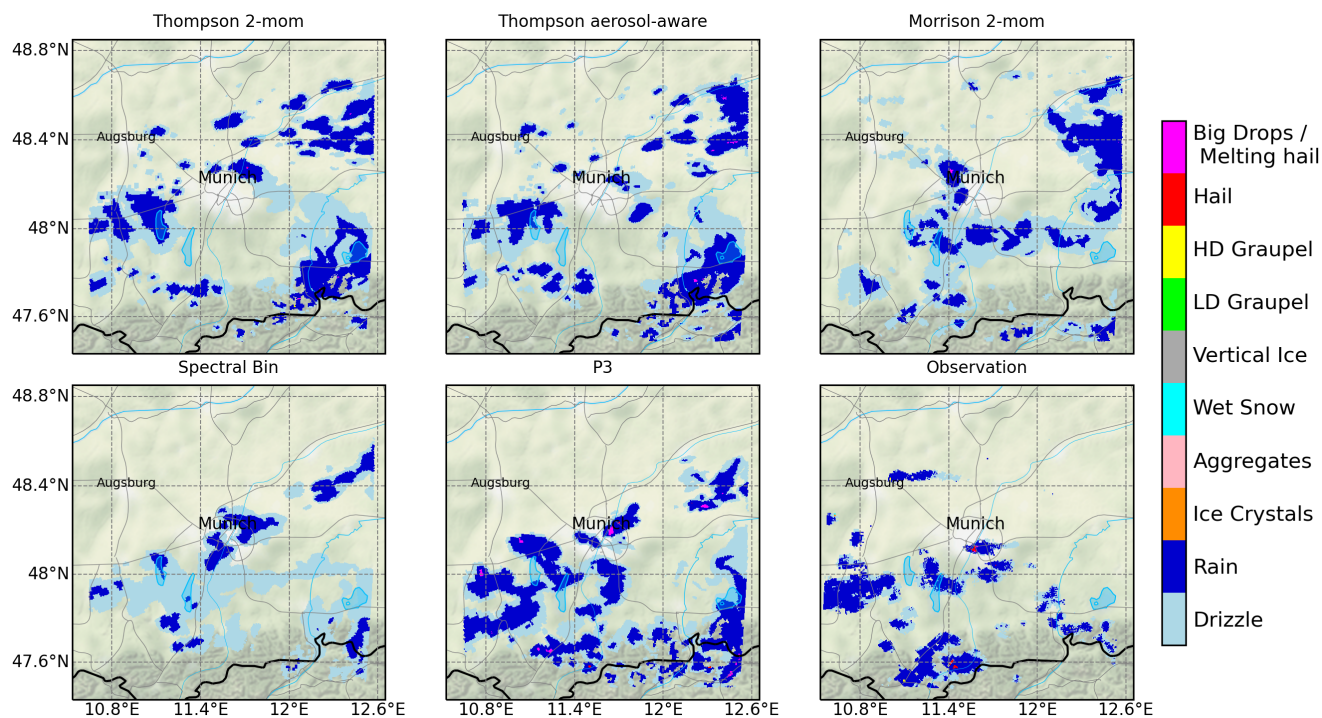 Thompson 2-mom
Thompson aerosol-aware
Morrison 2-mom
48.8°N
48.4°N
48°N
47.6°N
Augsburg
Munich
Augsburg
Munich
Augsburg
Munich
Spectral Bin
P3
Observation
48.8°N
48.4°N
48°N
47.6°N
Augsburg
Munich
Augsburg
Munich
Augsburg
Munich
10.8°E
11.4°E
12°E
12.6°E
10.8°E
11.4°E
12°E
12.6°E
10.8°E
11.4°E
12°E
12.6°E
Big Drops /
Melting hail
Hail
HD Graupel
LD Graupel
Vertical Ice
Wet Snow
Aggregates
Ice Crystals
Rain
Drizzle